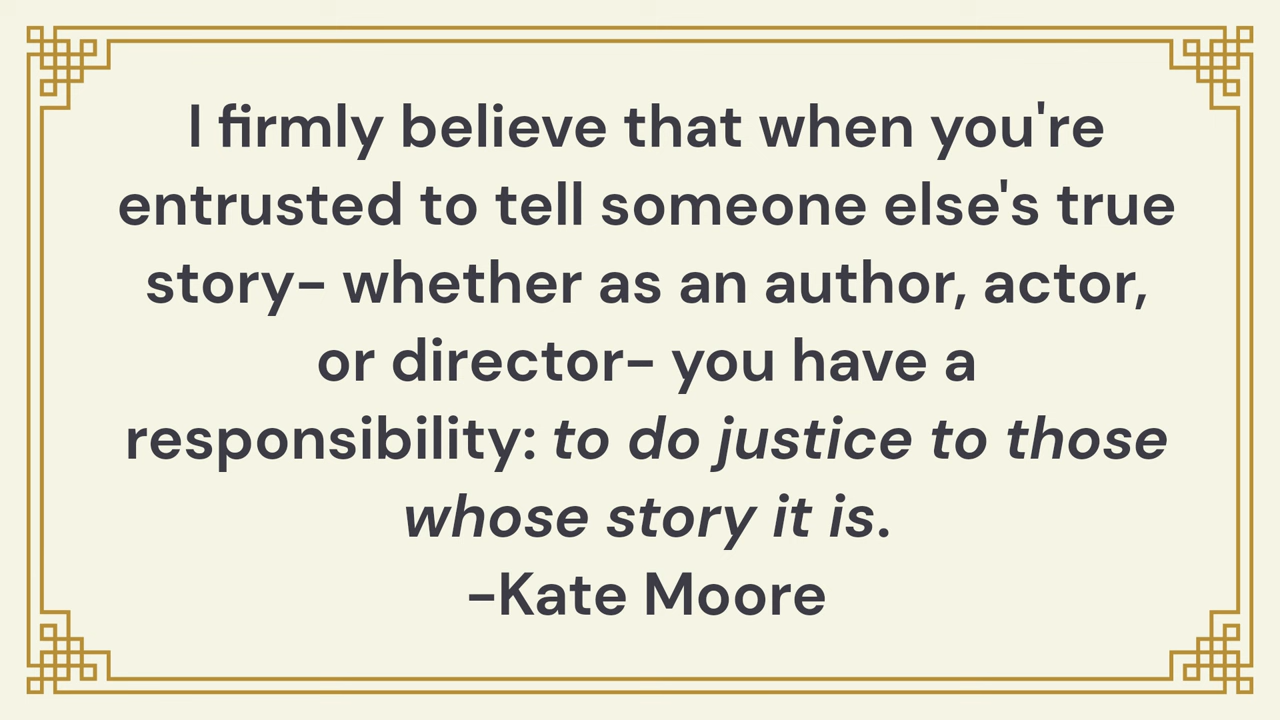 I firmly believe that when you're
entrusted to tell someone else's true
story- whether as an author, actor,
or director- you have a
responsibility: to do justice to those
whose story it is.
-Kate Moore